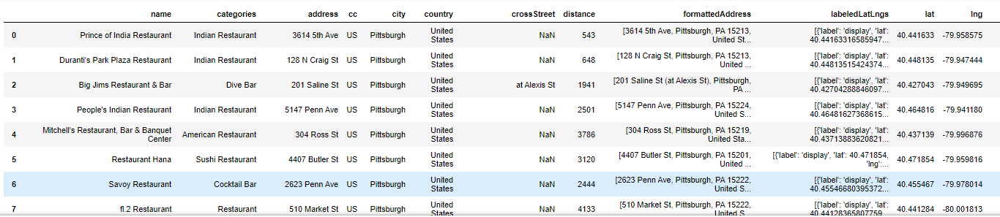 name categories address cc city country crossStreet distance formattedAddress labeledLatLngs lat lng
0 Prince of India Restaurant Indian Restaurant 3614 5th Ave US Pittsburgh United States NaN 543 [3614 5th Ave, Pittsburgh, PA 15213, United St... [{'label': 'display', 'lat': 40.44163316585947... 40.441633 -79.958575
1 Duranti's Park Plaza Restaurant Indian Restaurant 128 N Craig St US Pittsburgh United States NaN 648 [128 N Craig St, Pittsburgh, PA 15213, United ... [{'label': 'display', 'lat': 40.44813515424374... 40.448135 -79.947444
2 Big Jims Restaurant & Bar Dive Bar 201 Saline St US Pittsburgh United States at Alexis St 1941 [201 Saline St (at Alexis St), Pittsburgh, PA ... [{'label': 'display', 'lat': 40.42704288846097... 40.427043 -79.949695
3 People's Indian Restaurant Indian Restaurant 5147 Penn Ave US Pittsburgh United States NaN 2501 [5147 Penn Ave, Pittsburgh, PA 15224, United S... [{'label': 'display', 'lat': 40.46481627368615... 40.464816 -79.941180
4 Mitchell's Restaurant, Bar & Banquet Center American Restaurant 304 Ross St US Pittsburgh United States NaN 3786 [304 Ross St, Pittsburgh, PA 15219, United Sta... [{'label': 'display', 'lat': 40.43713883620821... 40.437139 -79.996876
5 Restaurant Hana Sushi Restaurant 4407 Butler St US Pittsburgh United States NaN 3120 [4407 Butler St, Pittsburgh, PA 15201, United ... [{'label': 'display', 'lat': 40.471854, 'lng':... 40.471854 -79.959816
6 Savoy Restaurant Cocktail Bar 2623 Penn Ave US Pittsburgh United States NaN 2444 [2623 Penn Ave, Pittsburgh, PA 15222, United S... [{'label': 'display', 'lat': 40.45546680395372... 40.455467 -79.978014
7 fl.2 Restaurant Restaurant 510 Market St US Pittsburgh United States NaN 4133 [510 Market St, Pittsburgh, PA 15222, United S... [{'label': 'display', 'lat': 40.44128365807759 40.441284 -80.001813